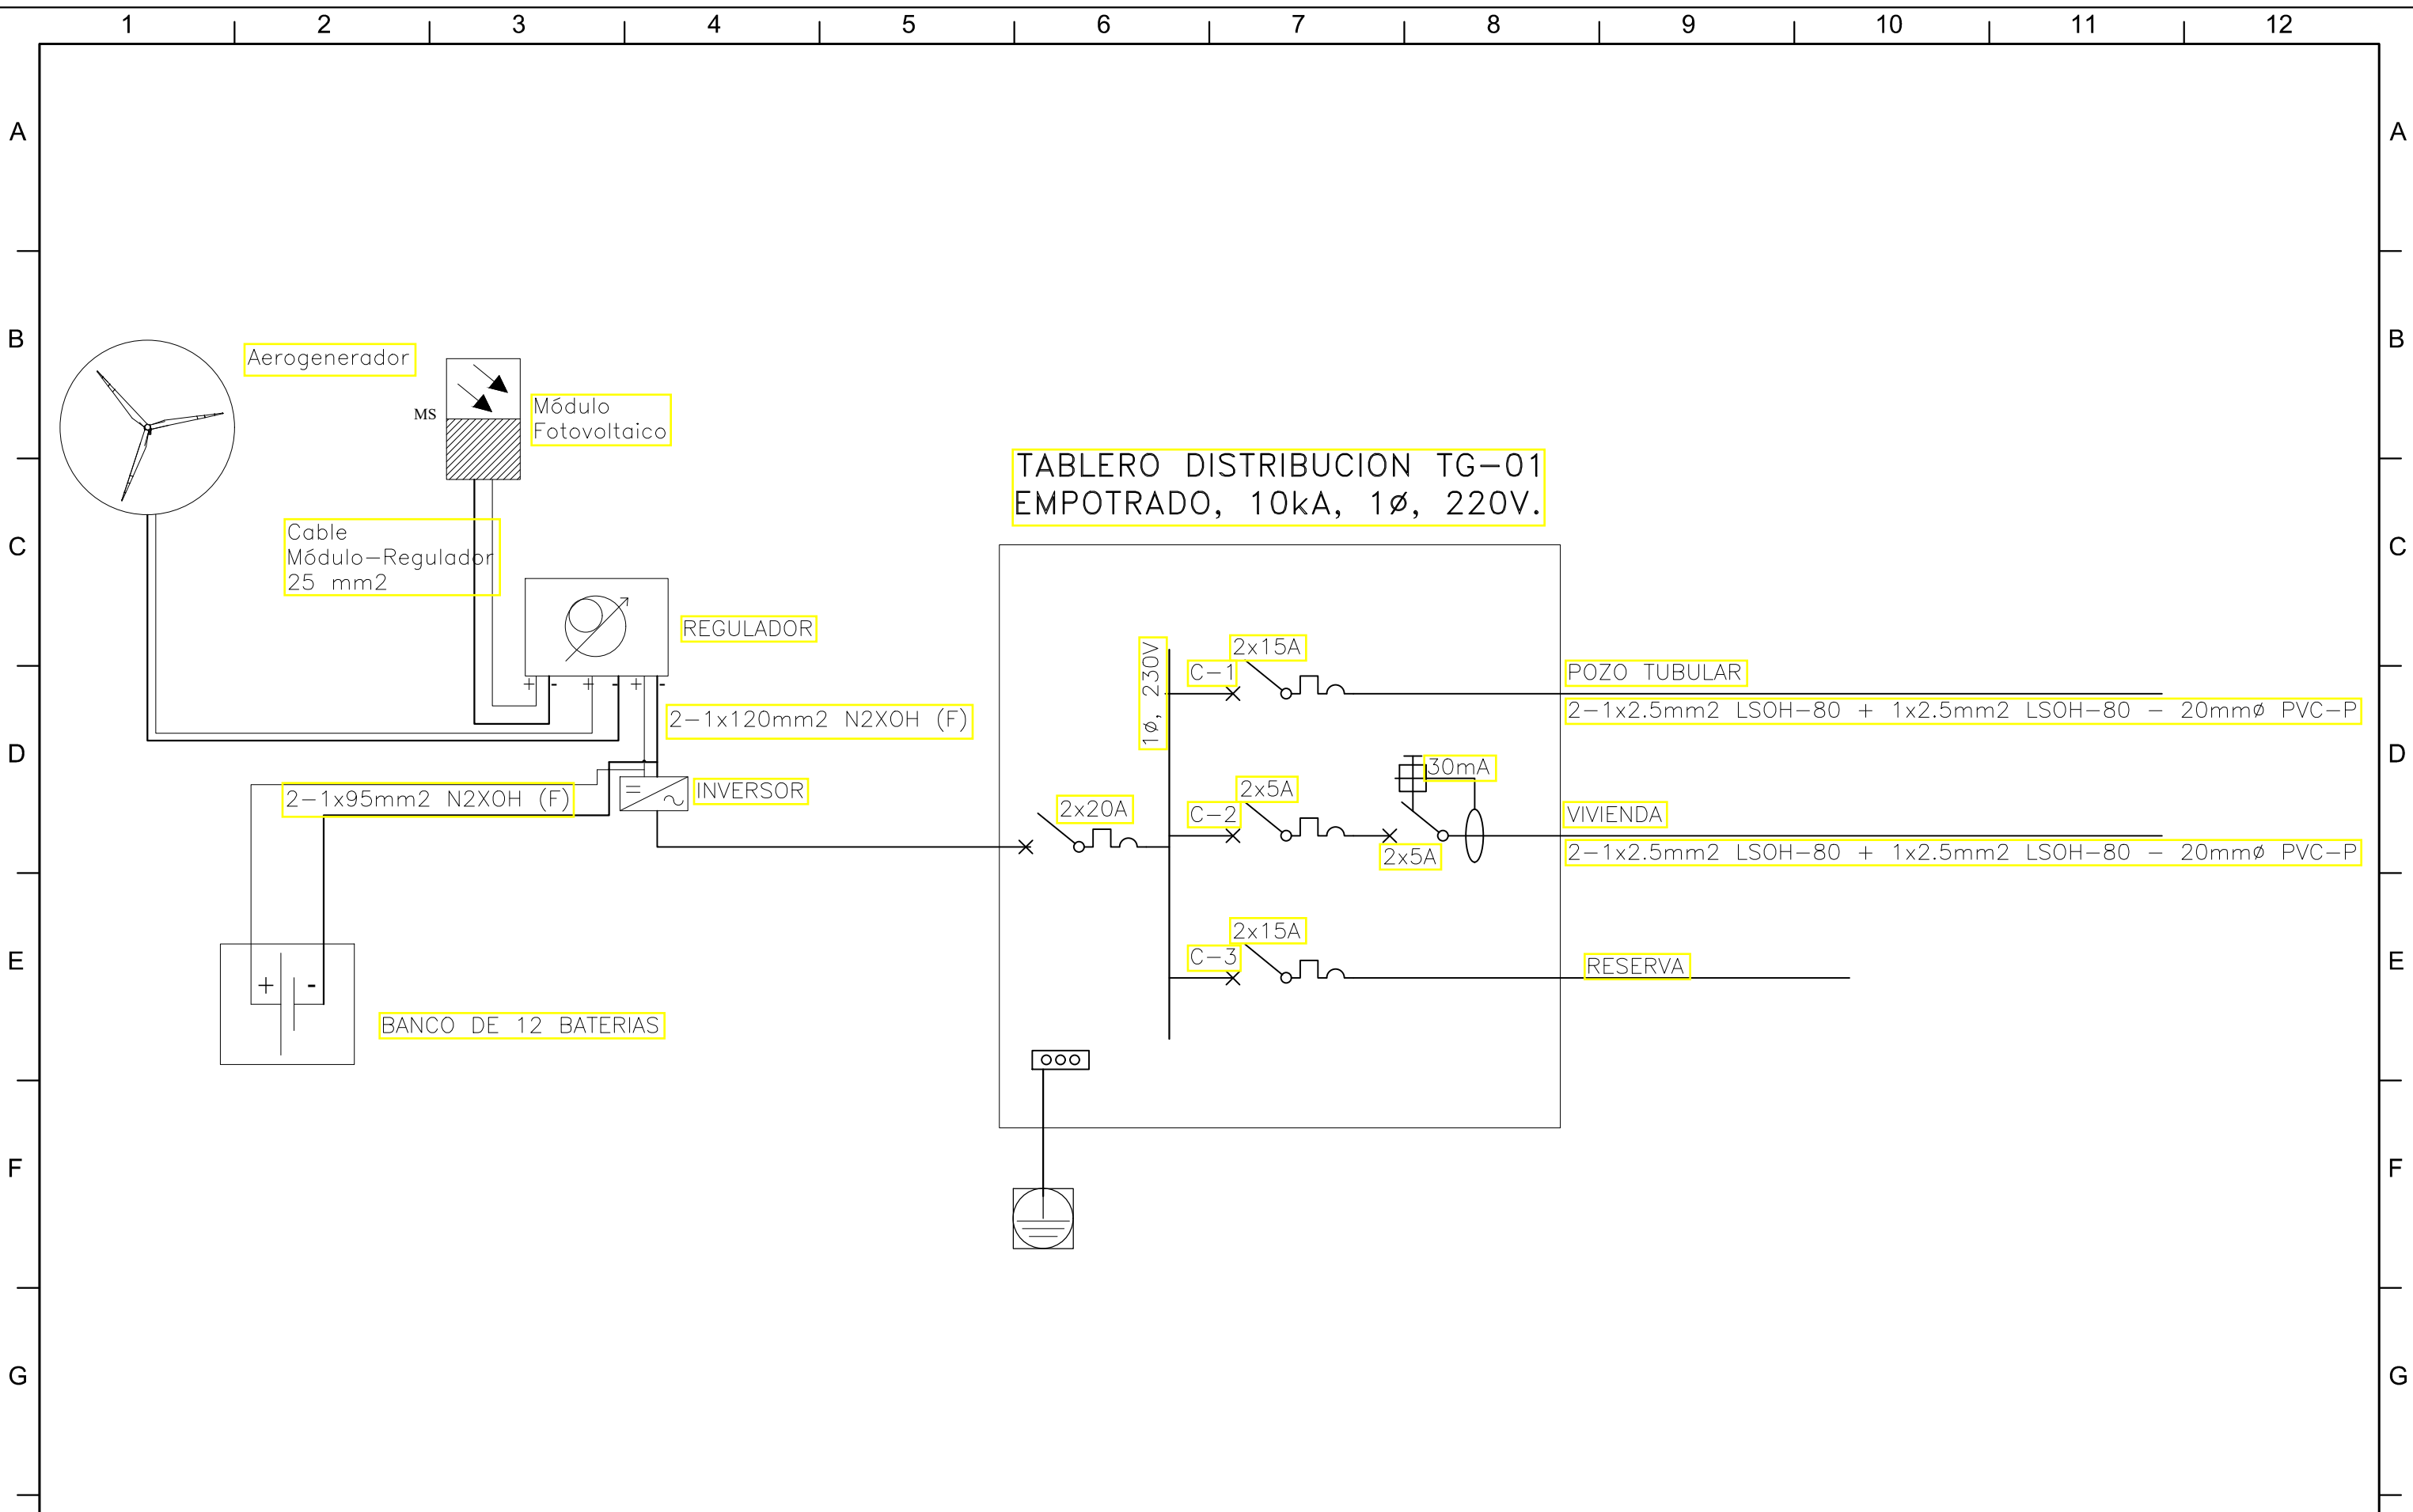 1 2 3 4 5 6 7 8 9 10 11 12
A A
B B
Aerogenerador
MS
Módulo
Fotovoltaico
TABLERO DISTRIBUCION TG-01
EMPOTRADO, 10kA, 1ø, 220V.
C C
Cable
Módulo-Regulador
25 mm2
REGULADOR
+ - + - + -
2-1x120mm2 N2XOH (F)
1ø, 230V
C-1
2x15A
POZO TUBULAR
2-1x2.5mm2 LSOH-80 + 1x2.5mm2 LSOH-80 - 20mmø PVC-P
D D
2-1x95mm2 N2XOH (F)
INVERSOR
2x20A
C-2
2x5A
30mA
2x5A
VIVIENDA
2-1x2.5mm2 LSOH-80 + 1x2.5mm2 LSOH-80 - 20mmø PVC-P
E E
C-3
2x15A
RESERVA
+ -
BANCO DE 12 BATERIAS
F F
G G